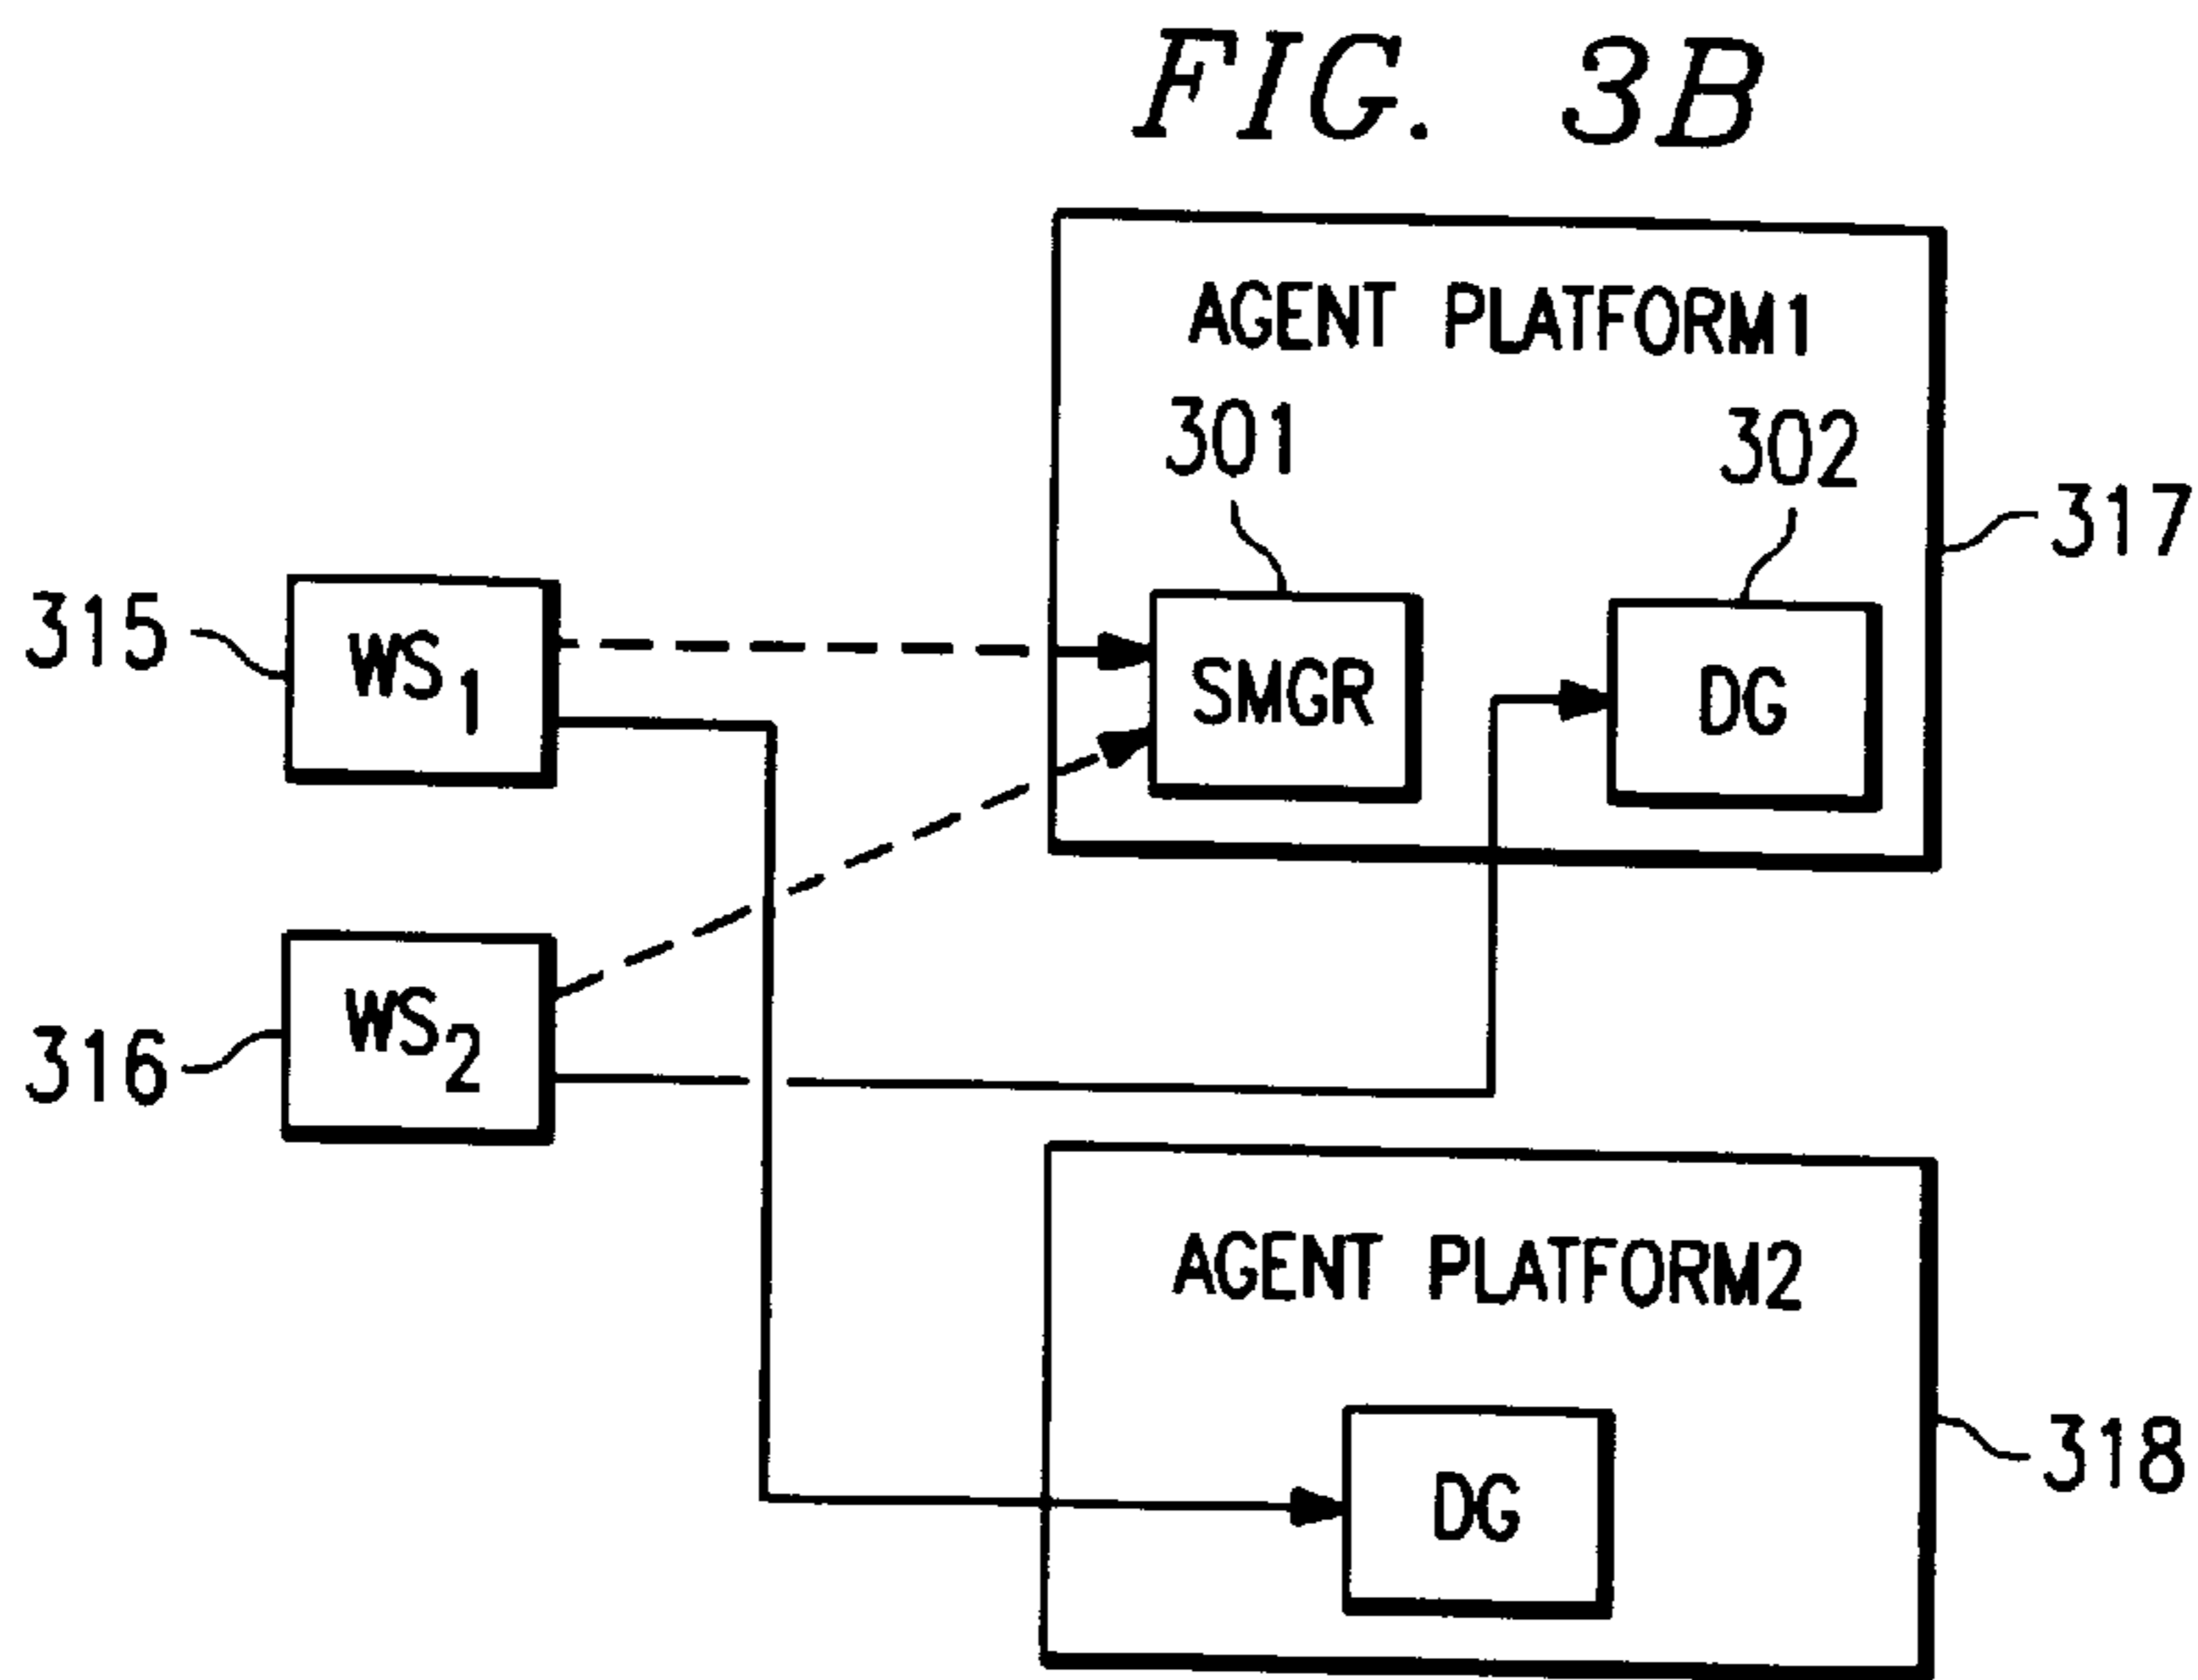 FIG. 3B
AGENT PLATFORM1
301
302
317
315
WS1
SMGR
DG
316
WS2
AGENT PLATFORM2
318
DG